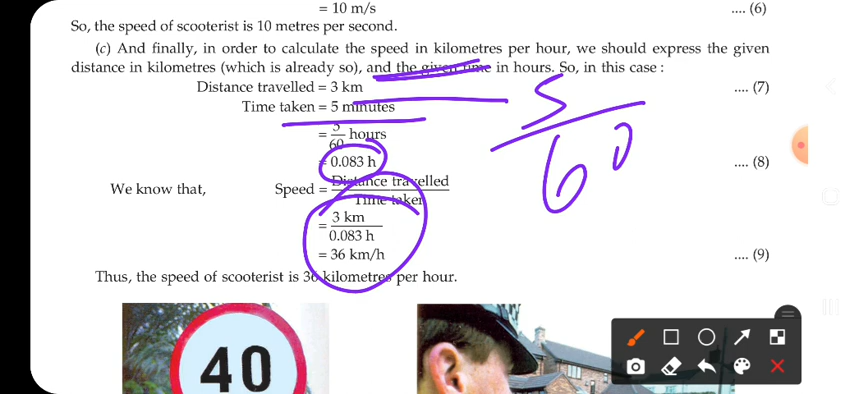 = 10 m/s .... (6)
So, the speed of scooterist is 10 metres per second.
(c) And finally, in order to calculate the speed in kilometres per hour, we should express the given
distance in kilometres (which is already so), and the given time in hours. So, in this case :
Distance travelled = 3 km .... (7)
Time taken = 5 minutes
= 5/60 hours
= 0.083 h .... (8)
5/60
We know that, Speed = Distance travelled/Time taken
= 3 km/0.083 h
= 36 km/h .... (9)
Thus, the speed of scooterist is 36 kilometres per hour.
40